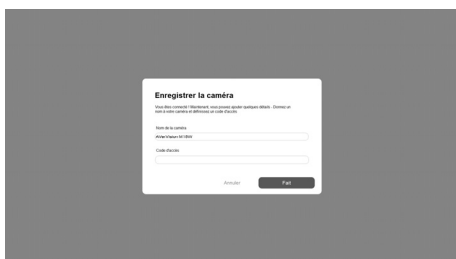 Enregistrer la caméra
Vous êtes connecté ! Maintenant, vous pouvez ajouter quelques détails . Donnez un
nom à votre caméra et définissez un code d'accès.
Nom de la caméra
Code d'accès
Annuler
Fait